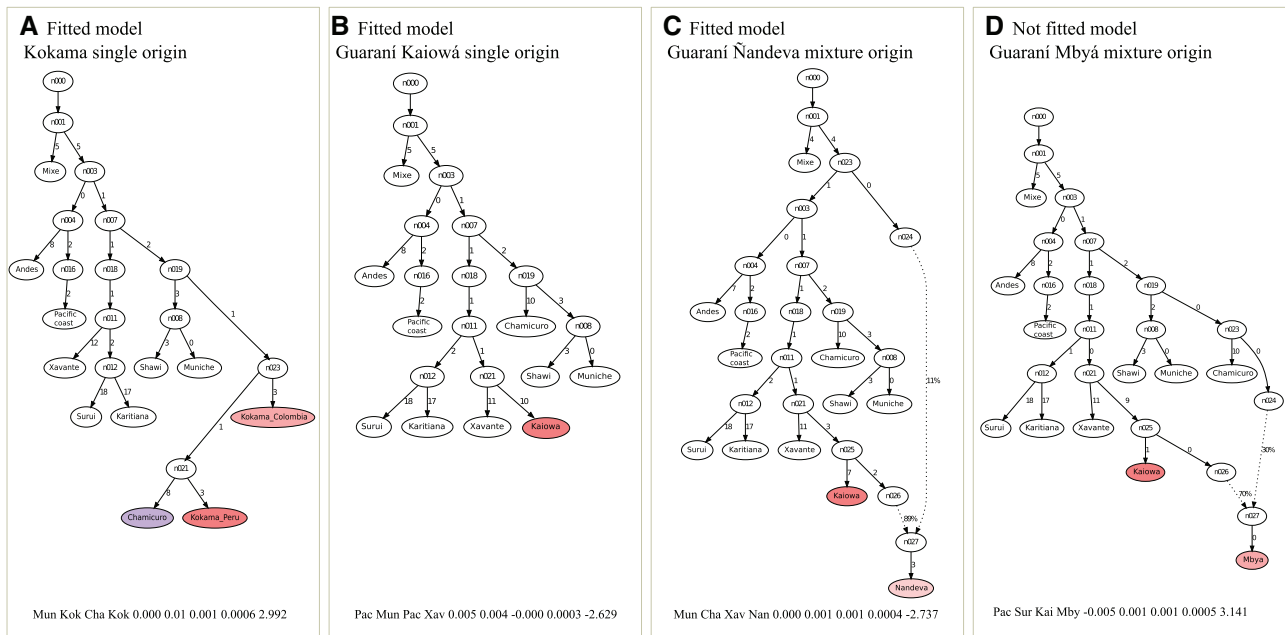 A Fitted model
Kokama single origin
n000
n001
5 5
Mixe n003
0 1
n004 n007
8 2 1 2
Andes n016 n018 n019
2 1 3 1
Pacific coast n011 n008
12 2 3 0
Xavante n012 Shawi Muniche n023
18 17 3
Surui Karitiana Kokama_Colombia
1
n021
8 3
Chamicuro Kokama_Peru
Mun Kok Cha Kok 0.000 0.01 0.001 0.0006 2.992
B Fitted model
Guaraní Kaiowá single origin
n000
n001
5 5
Mixe n003
0 1
n004 n007
8 2 1 2
Andes n016 n018 n019
2 1 10 3
Pacific coast n011 Chamicuro n008
2 1 3 0
n012 n021 Shawi Muniche
18 17 11 10
Surui Karitiana Xavante Kaiowa
Pac Mun Pac Xav 0.005 0.004 -0.000 0.0003 -2.629
C Fitted model
Guaraní Ñandeva mixture origin
n000
n001
4 4
Mixe n023
1 0
n003 n024
0 1
n004 n007
7 2 1 2
Andes n016 n018 n019
2 1 10 3
Pacific coast n011 Chamicuro n008
2 1 3 0
n012 n021 Shawi Muniche
11%
18 17 11 3
Surui Karitiana Xavante n025
7 2
Kaiowa n026
89%
n027
3
Nandeva
Mun Cha Xav Nan 0.000 0.001 0.001 0.0004 -2.737
D Not fitted model
Guaraní Mbyá mixture origin
n000
n001
5 5
Mixe n003
0 1
n004 n007
8 2 1 2
Andes n016 n018 n019
2 1 2 0
Pacific coast n011 n008 n023
1 0 3 0 10 0
n012 n021 Shawi Muniche Chamicuro n024
18 17 11 9
Surui Karitiana Xavante n025
30%
1 0
Kaiowa n026
70%
n027
0
Mbya
Pac Sur Kai Mby -0.005 0.001 0.001 0.0005 3.141